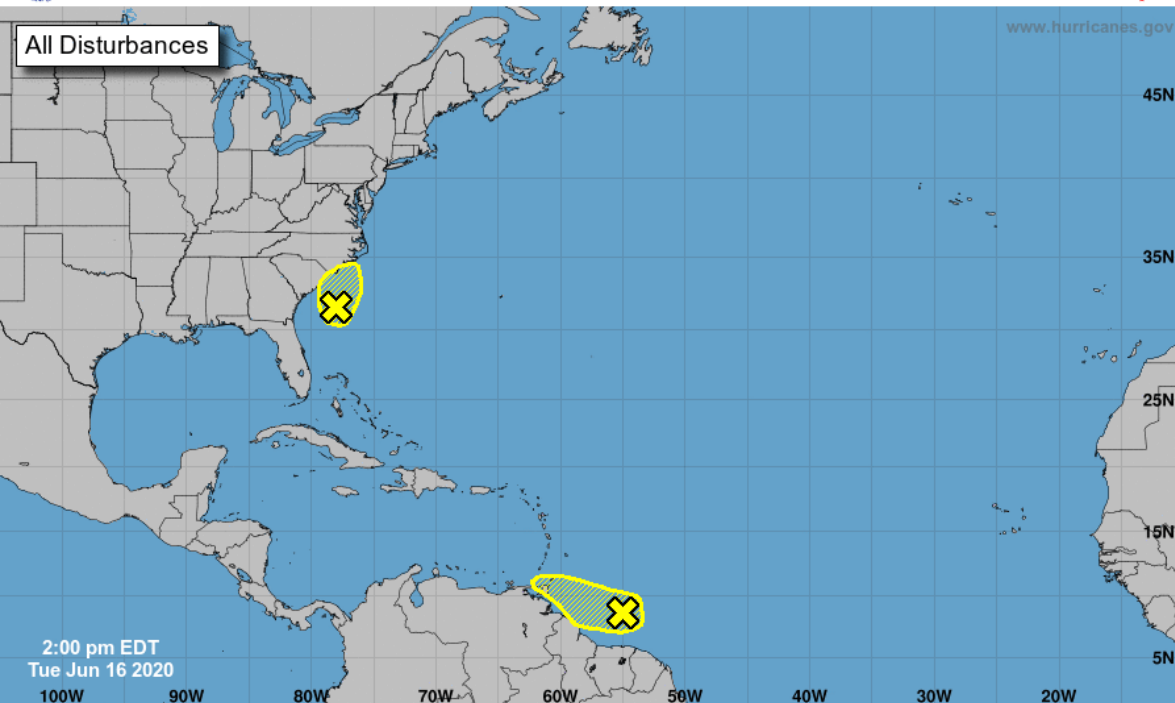 All Disturbances
www.hurricanes.gov
45N
35N
25N
15N
5N
2:00 pm EDT
Tue Jun 16 2020
100W 90W 80W 70W 60W 50W 40W 30W 20W